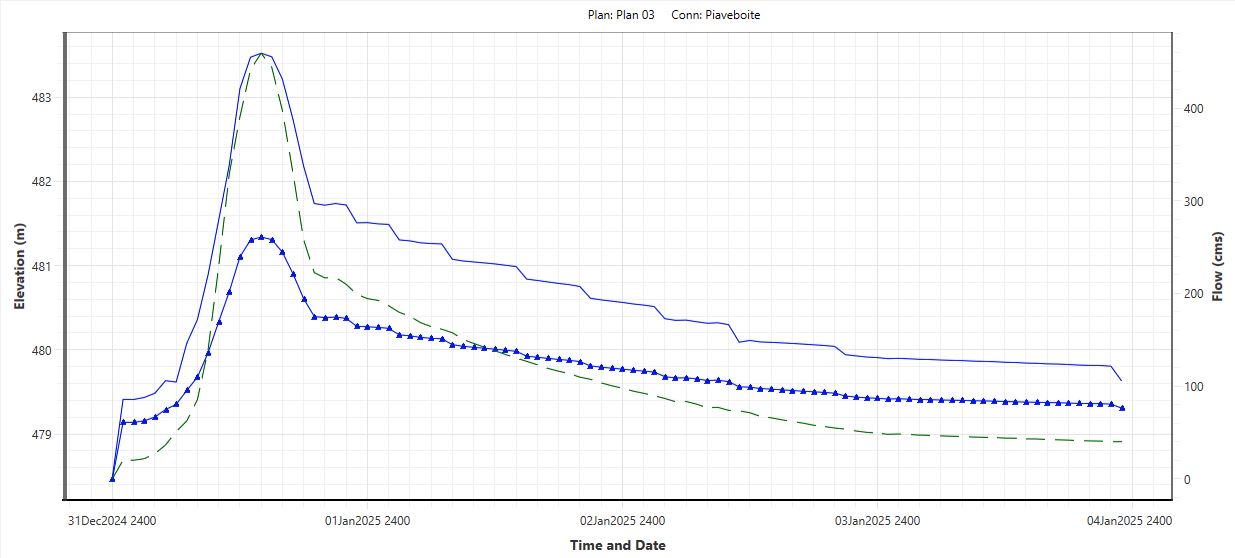 Plan: Plan 03 Conn: Piaveboite
483
482
481
480
479
Elevation (m)
400
300
200
100
0
Flow (cms)
31Dec2024 2400 01Jan2025 2400 02Jan2025 2400 03Jan2025 2400 04Jan2025 2400
Time and Date